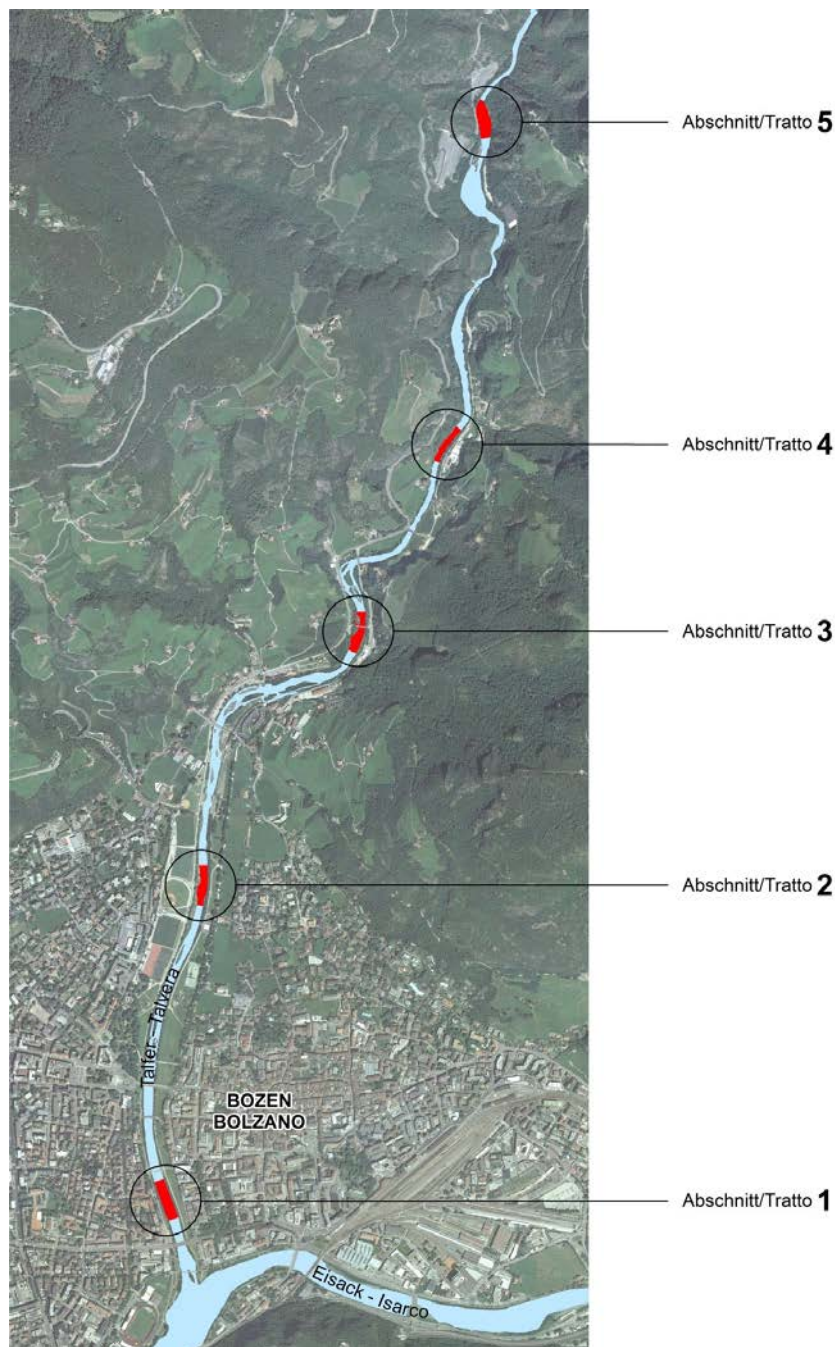 Abschnitt/Tratto 5
Abschnitt/Tratto 4
Abschnitt/Tratto 3
Abschnitt/Tratto 2
Talfer - Talvera
BOZEN
BOLZANO
Abschnitt/Tratto 1
Eisack - Isarco